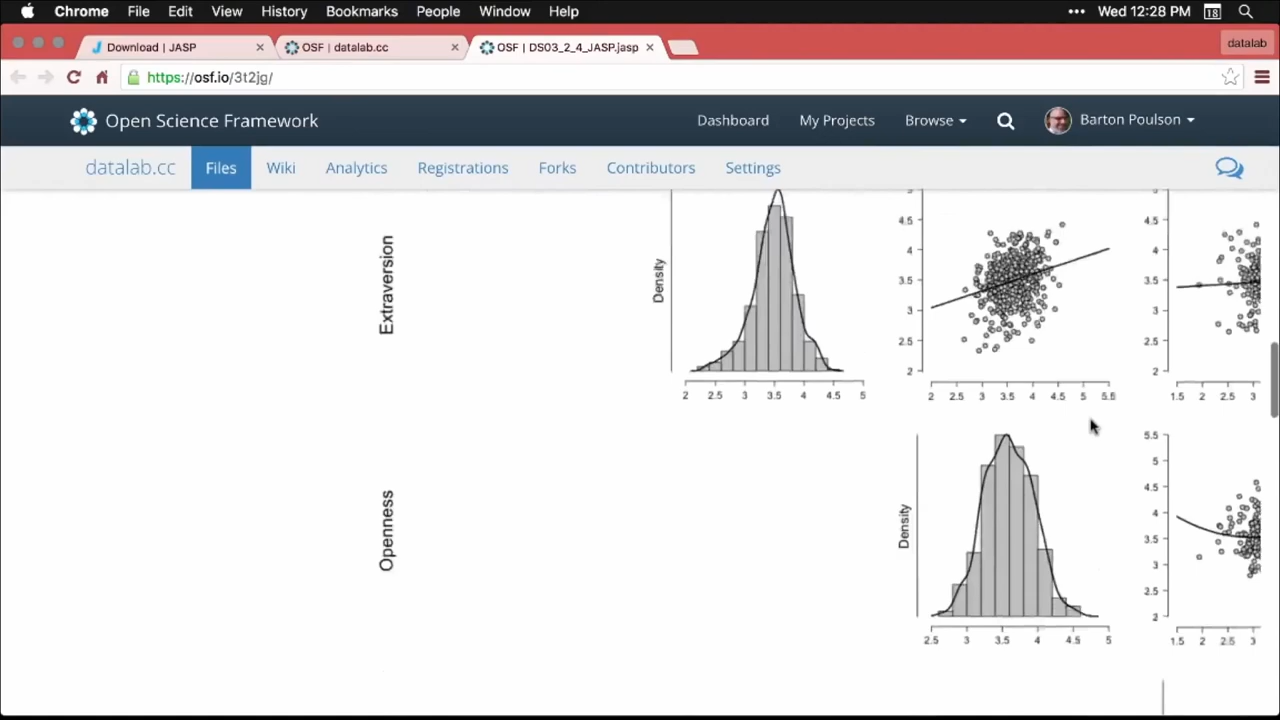 Chrome File Edit View History Bookmarks People Window Help ••• Wed 12:28 PM 18
Download | JASP × OSF | datalab.cc × OSF | DS03_2_4_JASP.jasp × datalab
https://osf.io/3t2jg/
Open Science Framework Dashboard My Projects Browse Barton Poulson
datalab.cc Files Wiki Analytics Registrations Forks Contributors Settings
Extraversion
Density
2 2.5 3 3.5 4 4.5 5
5
4.5
4
3.5
3
2.5
2
2 2.5 3 3.5 4 4.5 5 5.5
5
4.5
4
3.5
3
2.5
2
1.5 2 2.5 3
Openness
Density
2.5 3 3.5 4 4.5 5
5.5
5
4.5
4
3.5
3
2.5
2
1.5 2 2.5 3